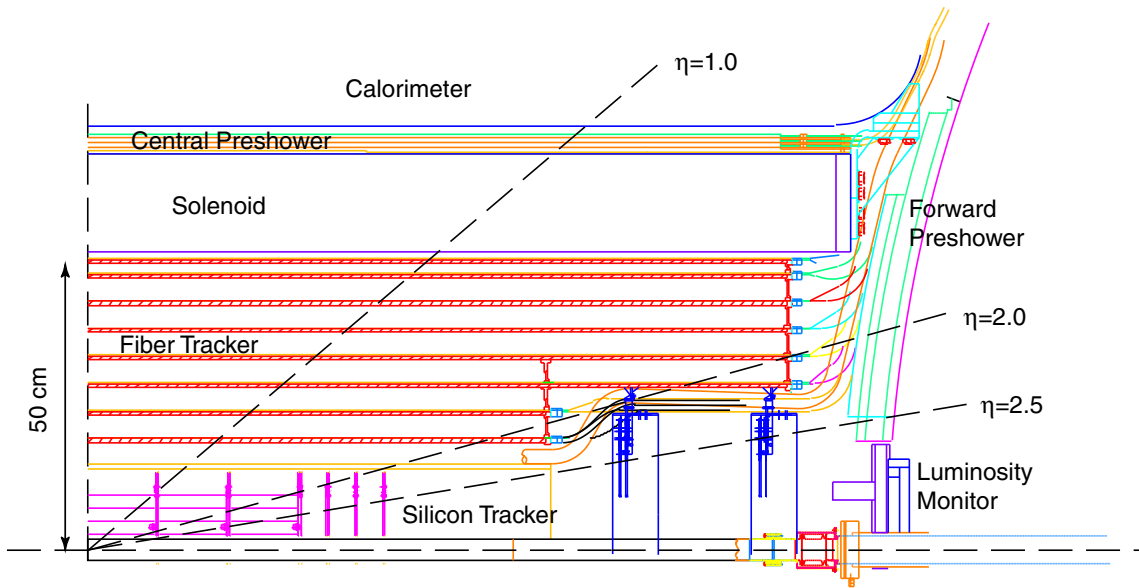 η=1.0
Calorimeter
Central Preshower
Solenoid
Forward
Preshower
η=2.0
Fiber Tracker
50 cm
η=2.5
Luminosity
Monitor
Silicon Tracker